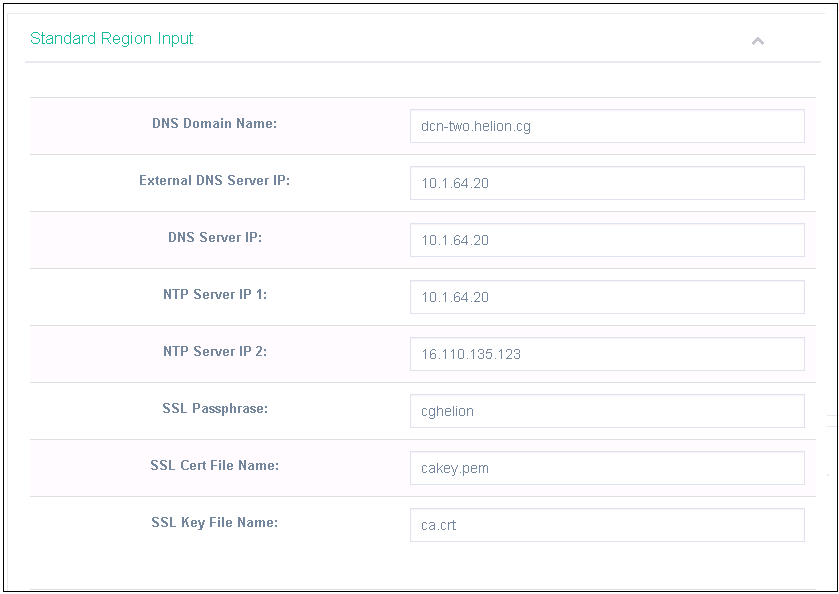 Standard Region Input
DNS Domain Name: dcn-two.helion.cg
External DNS Server IP: 10.1.64.20
DNS Server IP: 10.1.64.20
NTP Server IP 1: 10.1.64.20
NTP Server IP 2: 16.110.135.123
SSL Passphrase: cghelion
SSL Cert File Name: cakey.pem
SSL Key File Name: ca.crt